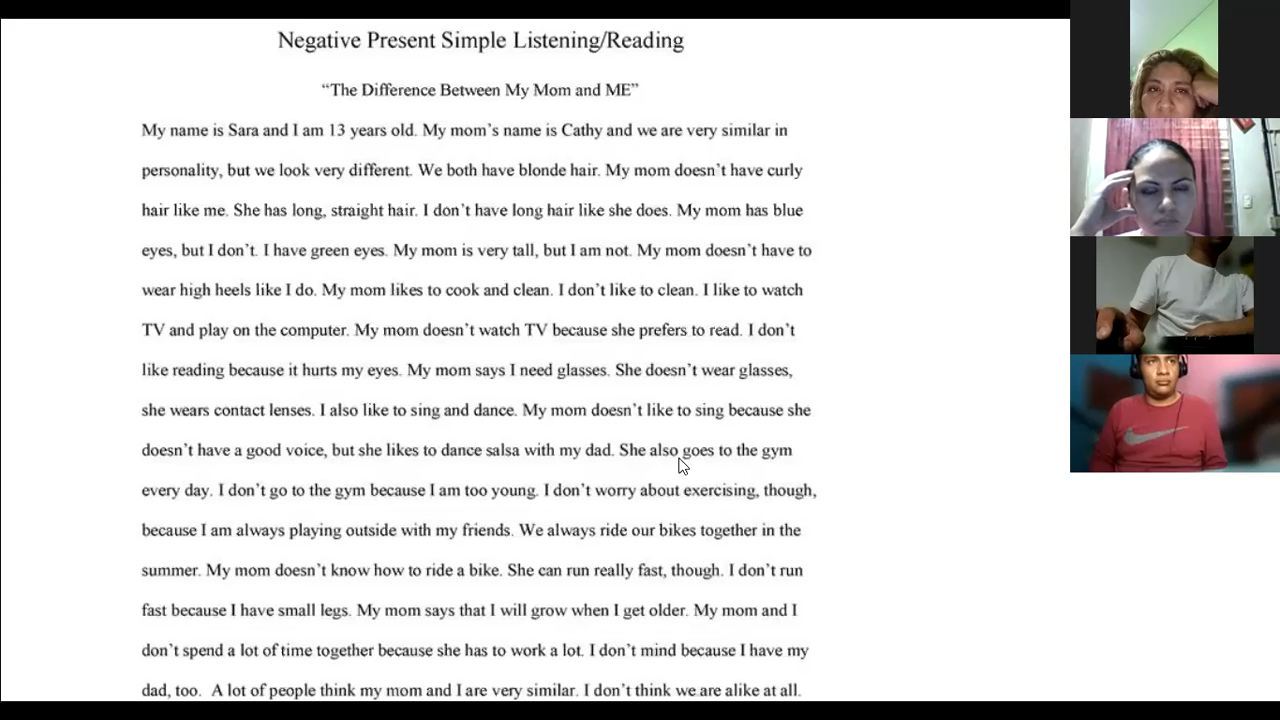 Negative Present Simple Listening/Reading
“The Difference Between My Mom and ME”
My name is Sara and I am 13 years old. My mom’s name is Cathy and we are very similar in
personality, but we look very different. We both have blonde hair. My mom doesn’t have curly
hair like me. She has long, straight hair. I don’t have long hair like she does. My mom has blue
eyes, but I don’t. I have green eyes. My mom is very tall, but I am not. My mom doesn’t have to
wear high heels like I do. My mom likes to cook and clean. I don’t like to clean. I like to watch
TV and play on the computer. My mom doesn’t watch TV because she prefers to read. I don’t
like reading because it hurts my eyes. My mom says I need glasses. She doesn’t wear glasses,
she wears contact lenses. I also like to sing and dance. My mom doesn’t like to sing because she
doesn’t have a good voice, but she likes to dance salsa with my dad. She also goes to the gym
every day. I don’t go to the gym because I am too young. I don’t worry about exercising, though,
because I am always playing outside with my friends. We always ride our bikes together in the
summer. My mom doesn’t know how to ride a bike. She can run really fast, though. I don’t run
fast because I have small legs. My mom says that I will grow when I get older. My mom and I
don’t spend a lot of time together because she has to work a lot. I don’t mind because I have my
dad, too. A lot of people think my mom and I are very similar. I don’t think we are alike at all.